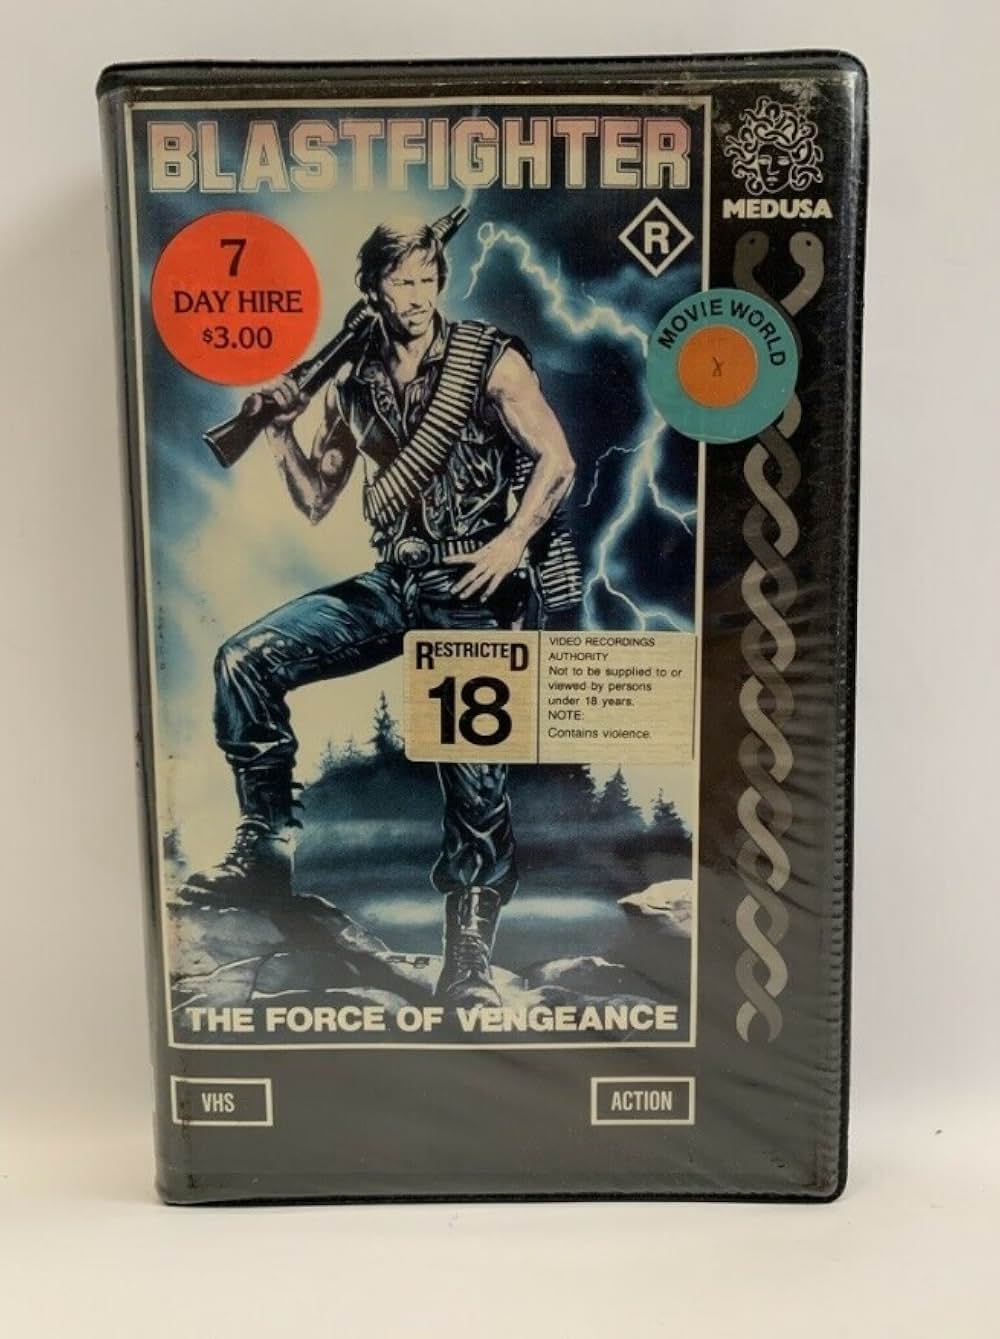 BLASTFIGHTER
MEDUSA
R
7
DAY HIRE
$3.00
MOVIE WORLD
X
RESTRICTED
18
VIDEO RECORDINGS
AUTHORITY
Not to be supplied to or
viewed by persons
under 18 years.
NOTE:
Contains violence.
THE FORCE OF VENGEANCE
VHS
ACTION